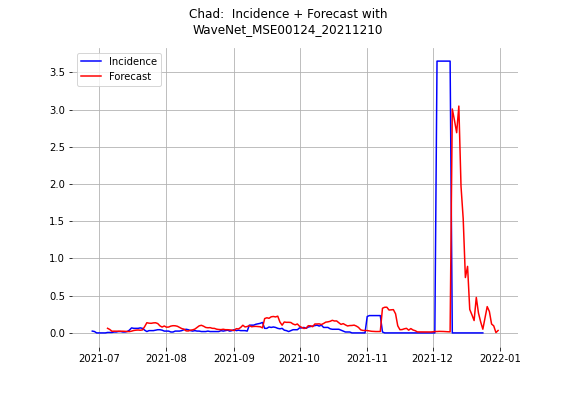 Chad:  Incidence + Forecast with
WaveNet_MSE00124_20211210
Incidence
Forecast
3.5
3.0
2.5
2.0
1.5
1.0
0.5
0.0
2021-07 2021-08 2021-09 2021-10 2021-11 2021-12 2022-01